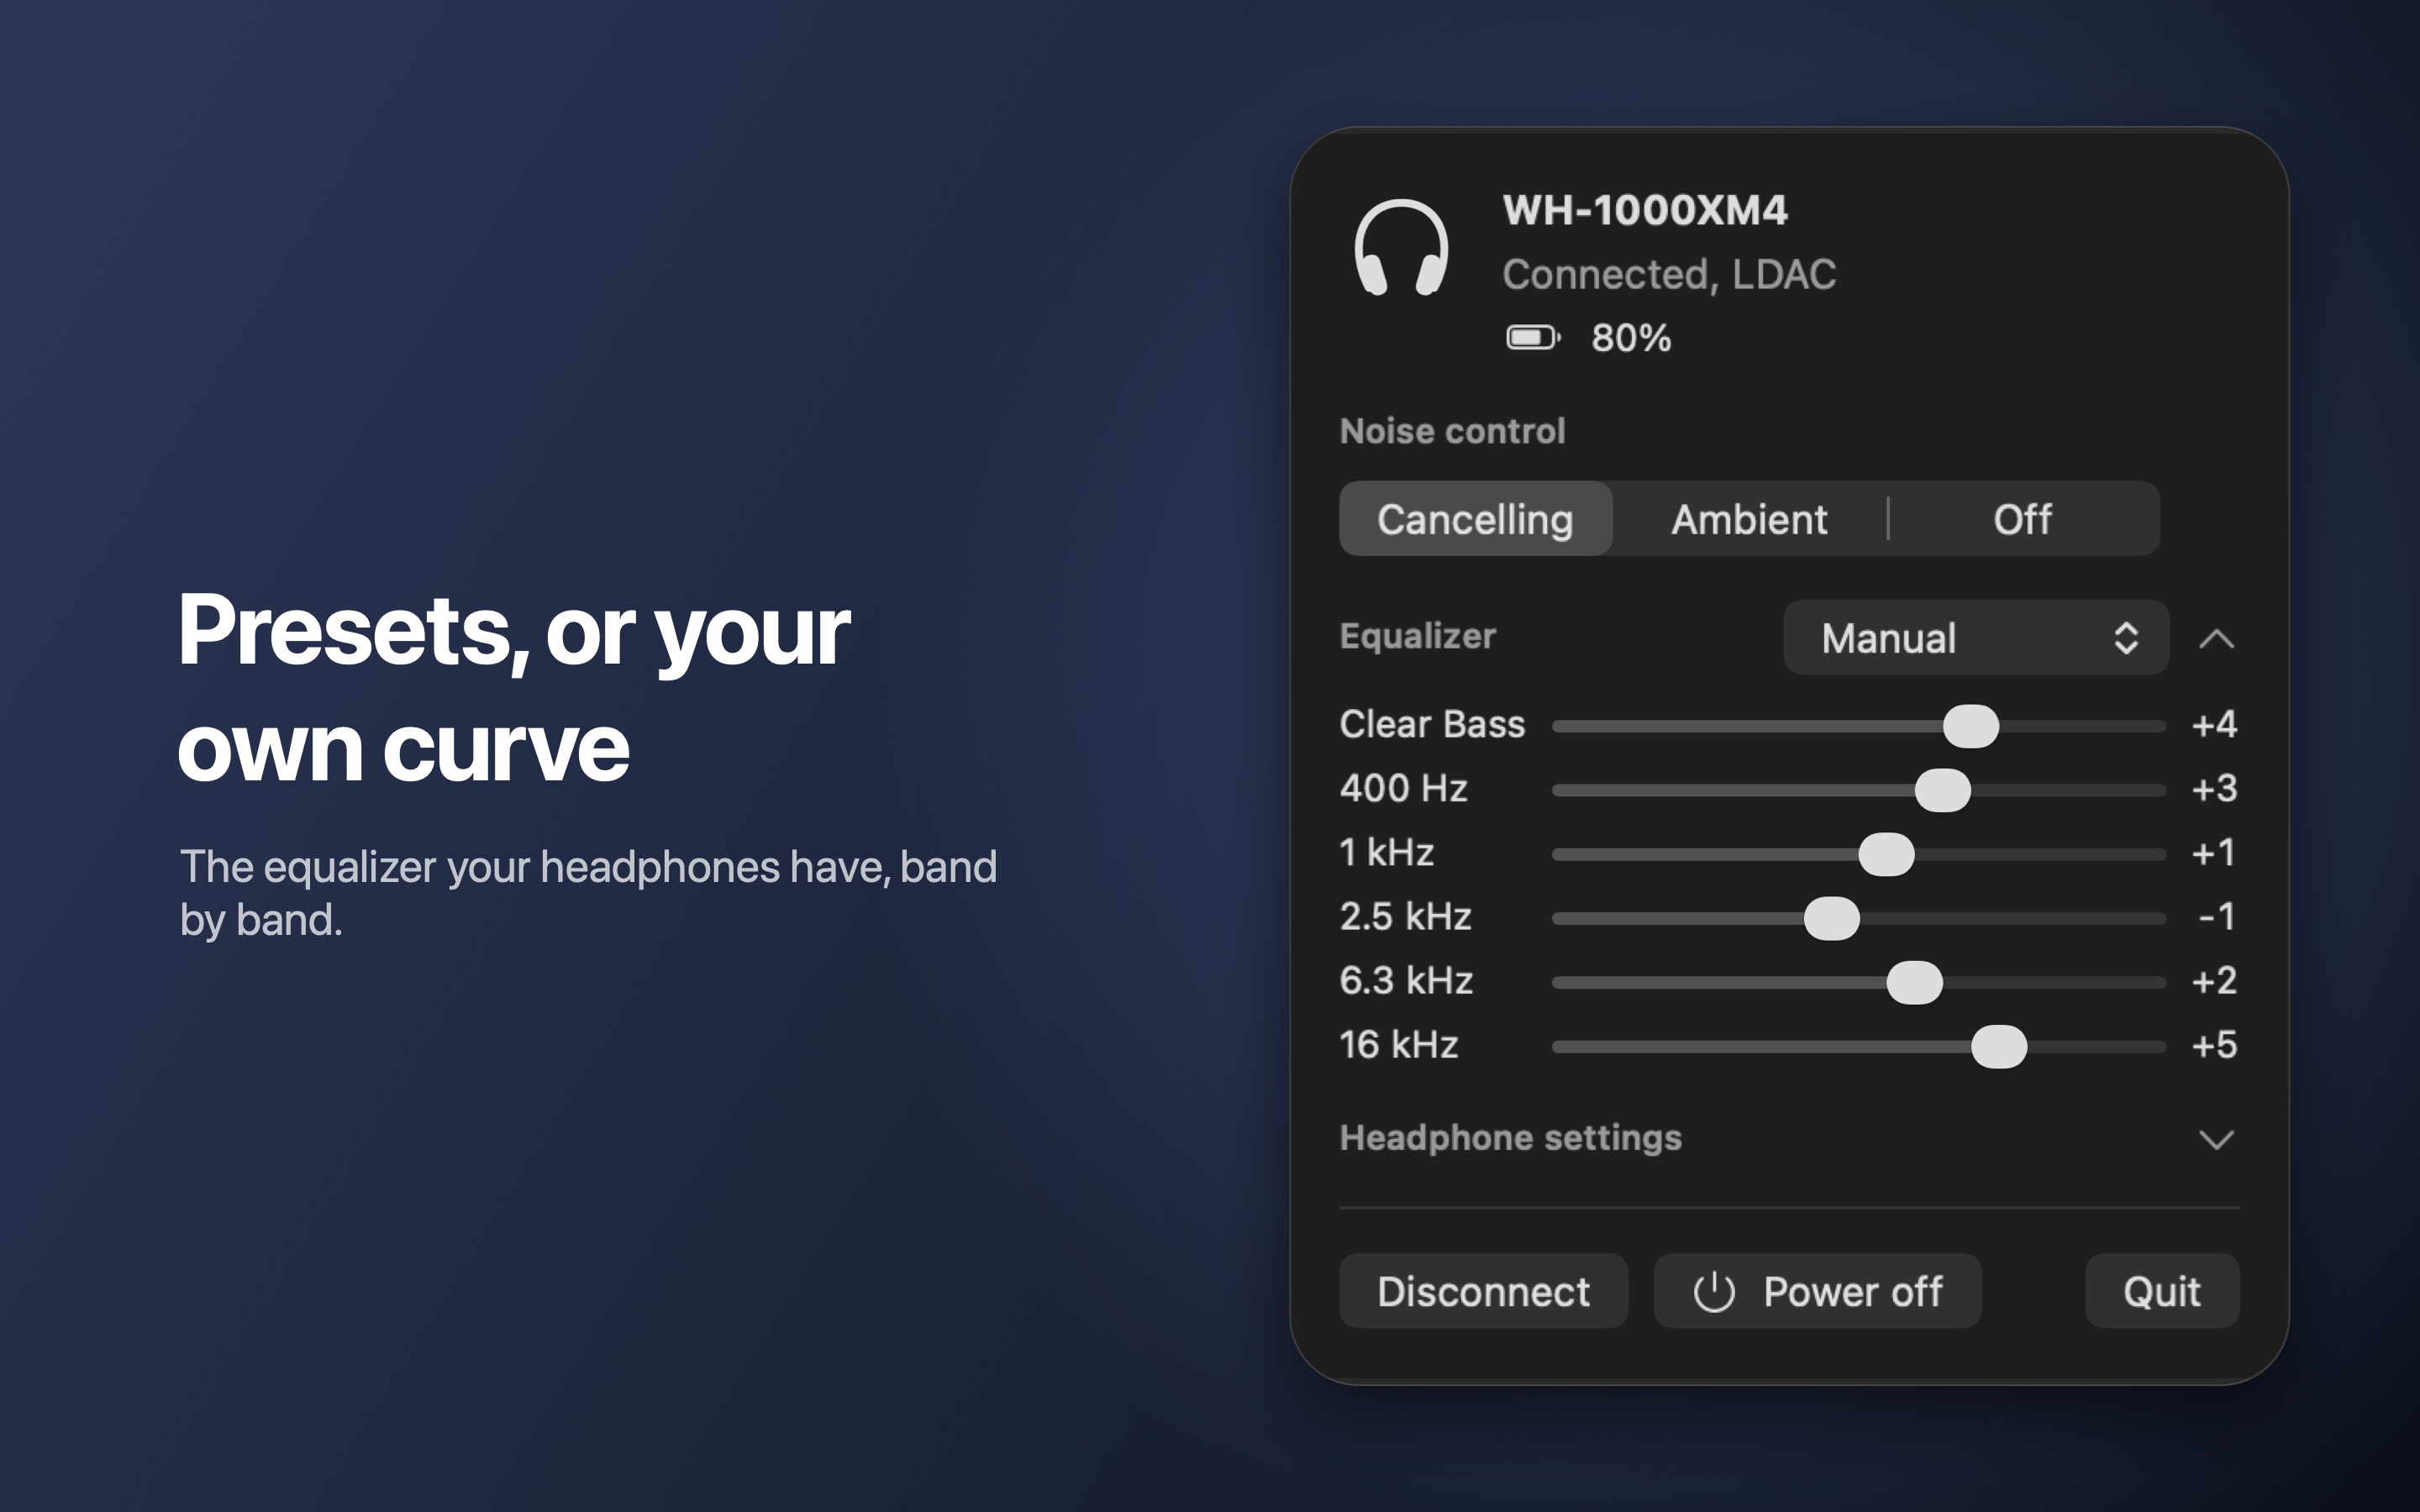 Presets, or your
own curve
The equalizer your headphones have, band
by band.
WH-1000XM4
Connected, LDAC
80%
Noise control
Cancelling Ambient Off
Equalizer Manual
Clear Bass +4
400 Hz +3
1 kHz +1
2.5 kHz -1
6.3 kHz +2
16 kHz +5
Headphone settings
Disconnect Power off Quit